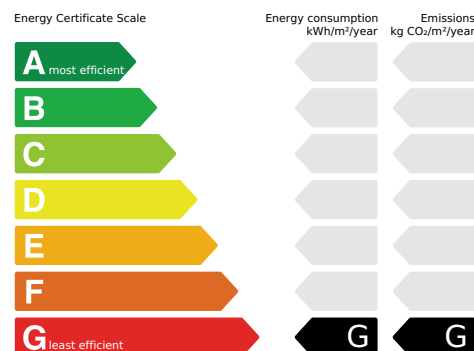 Energy Certificate Scale
Energy consumption
kWh/m²/year
Emissions
kg CO₂/m²/year
A most efficient
B
C
D
E
F
G least efficient
G
G